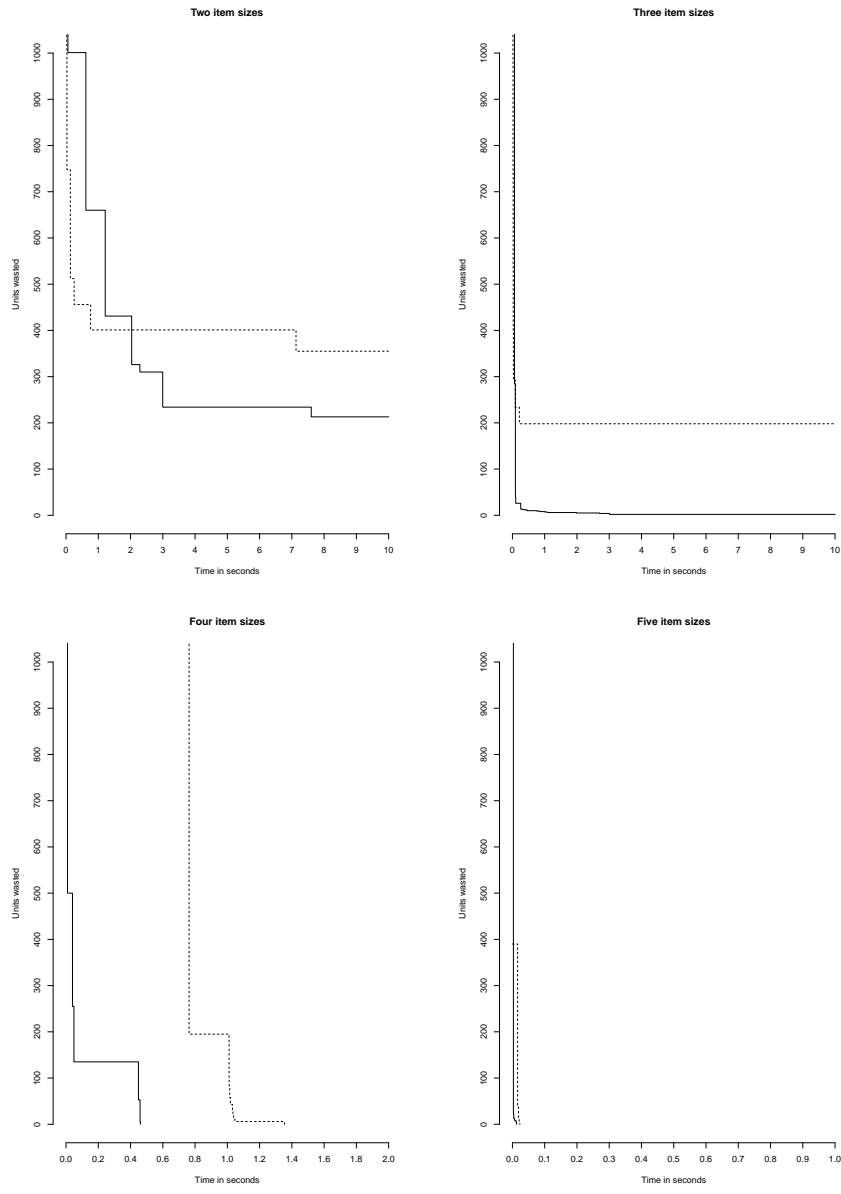 Two item sizes
Units wasted
1000
900
800
700
600
500
400
300
200
100
0
0 1 2 3 4 5 6 7 8 9 10
Time in seconds
Three item sizes
Units wasted
1000
900
800
700
600
500
400
300
200
100
0
0 1 2 3 4 5 6 7 8 9 10
Time in seconds
Four item sizes
Units wasted
1000
900
800
700
600
500
400
300
200
100
0
0.0 0.2 0.4 0.6 0.8 1.0 1.2 1.4 1.6 1.8 2.0
Time in seconds
Five item sizes
Units wasted
1000
900
800
700
600
500
400
300
200
100
0
0.0 0.1 0.2 0.3 0.4 0.5 0.6 0.7 0.8 0.9 1.0
Time in seconds